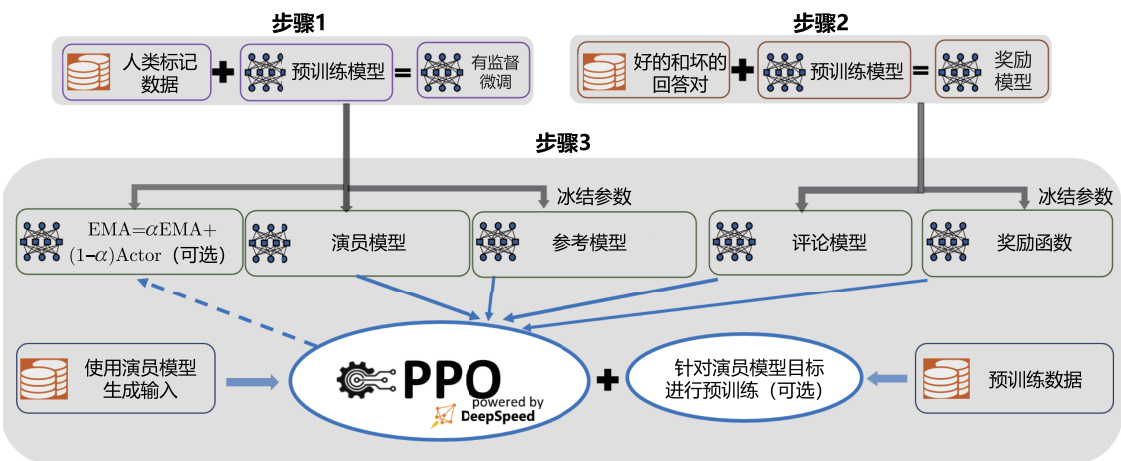 步骤1
人类标记
数据
+
预训练模型
=
有监督
微调
步骤2
好的和坏的
回答对
+
预训练模型
=
奖励
模型
步骤3
冰结参数
冰结参数
EMA=αEMA+
(1-α)Actor（可选）
演员模型
参考模型
评论模型
奖励函数
使用演员模型
生成输入
PPO
powered by
DeepSpeed
+
针对演员模型目标
进行预训练（可选）
预训练数据